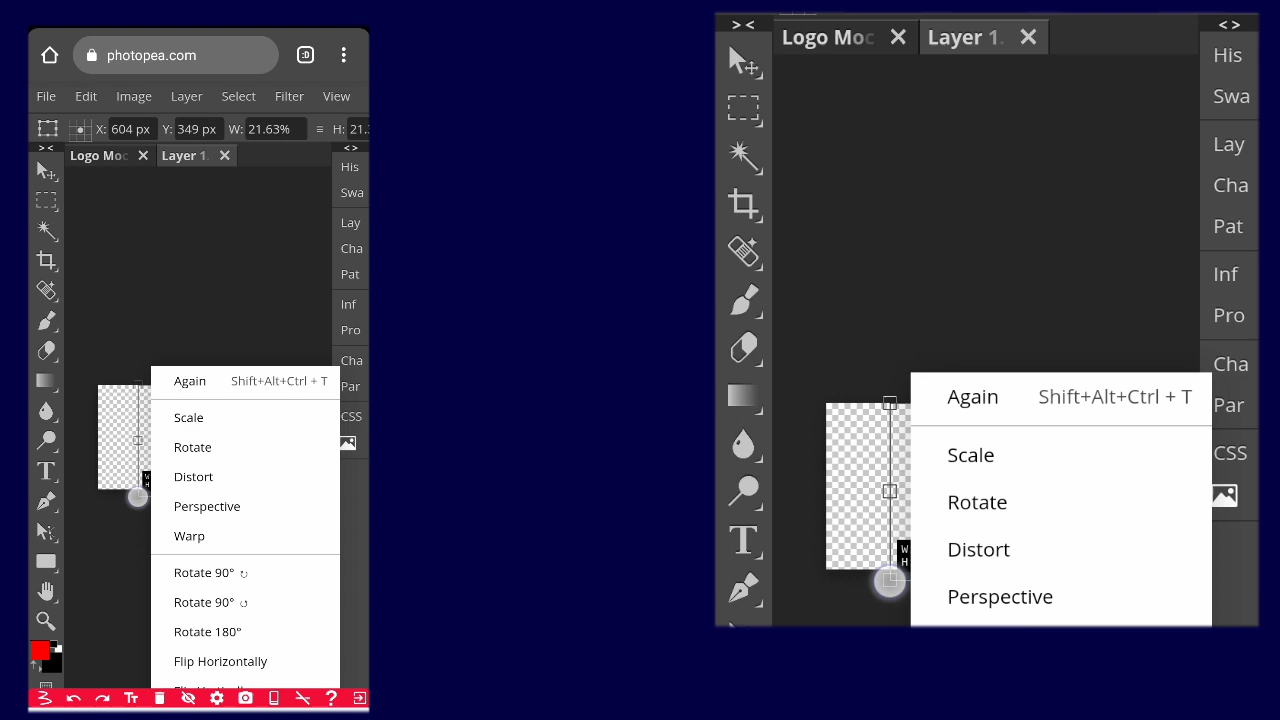 photopea.com
:D
File Edit Image Layer Select Filter View
X: 604 px Y: 349 px W: 21.63% H: 21.
> < Logo Moc Layer 1. < >
His
Swa
Lay
Cha
Pat
Inf
Pro
Cha
Par
CSS
Again Shift+Alt+Ctrl + T
Scale
Rotate
Distort
Perspective
Warp
Rotate 90°
Rotate 90°
Rotate 180°
Flip Horizontally
W
H
T
Tт
?
> < Logo Moc Layer 1. < >
His
Swa
Lay
Cha
Pat
Inf
Pro
Cha
Par
CSS
Again Shift+Alt+Ctrl + T
Scale
Rotate
Distort
Perspective
W
H
T